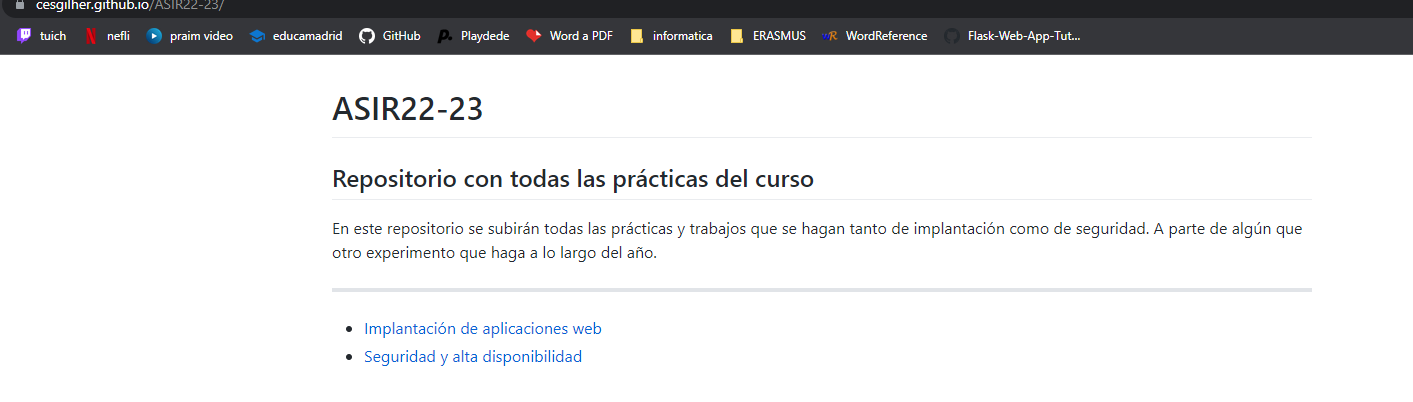 cesgilher.github.io/ASIR22-23/
tuich nefli praim video educamadrid GitHub Playdede Word a PDF informatica ERASMUS WordReference Flask-Web-App-Tut...
ASIR22-23
Repositorio con todas las prácticas del curso
En este repositorio se subirán todas las prácticas y trabajos que se hagan tanto de implantación como de seguridad. A parte de algún que
otro experimento que haga a lo largo del año.
Implantación de aplicaciones web
Seguridad y alta disponibilidad